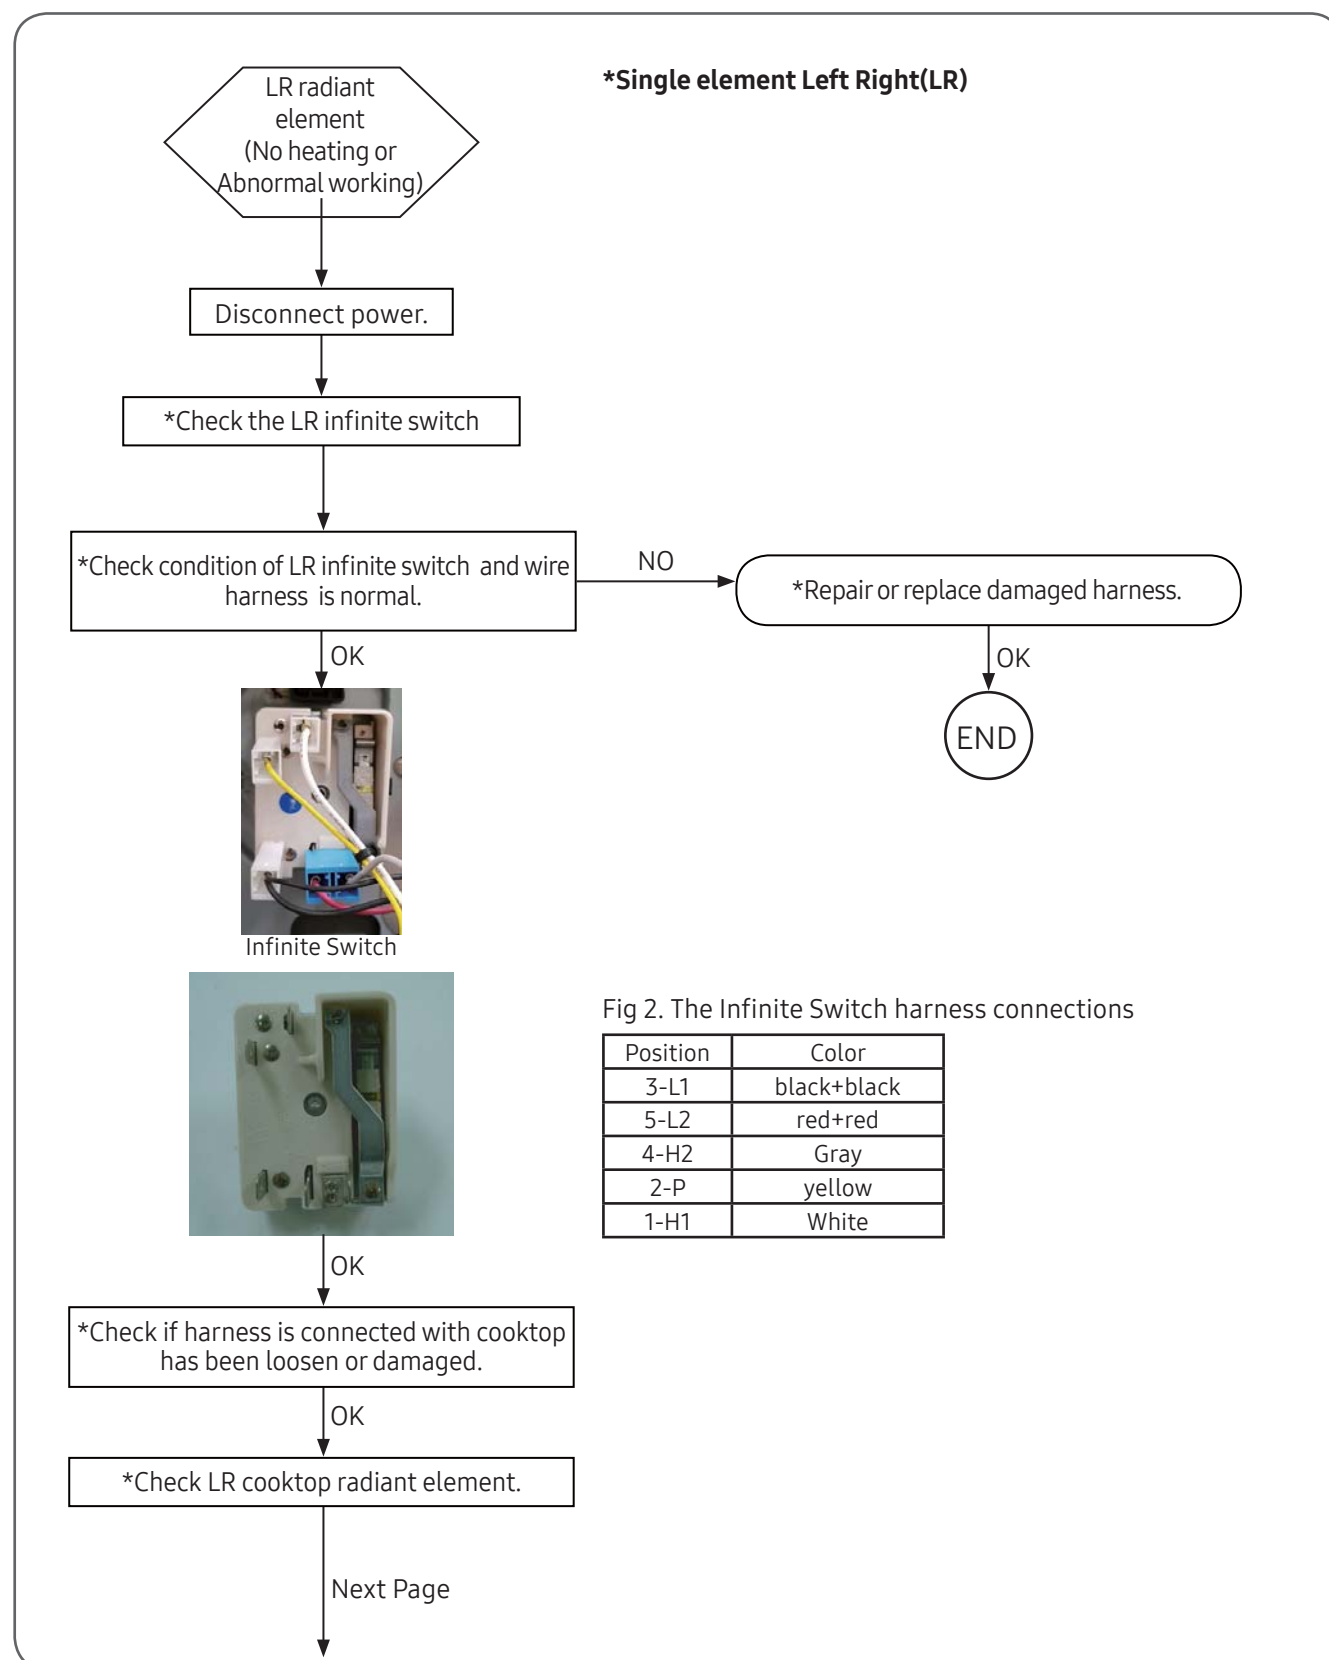 *Single element Left Right(LR)
LR radiant
element
(No heating or
Abnormal working)
Disconnect power.
*Check the LR infinite switch
*Check condition of LR infinite switch and wire
harness is normal.
NO
*Repair or replace damaged harness.
OK
END
OK
Infinite Switch
Fig 2. The Infinite Switch harness connections
Position Color
3-L1 black+black
5-L2 red+red
4-H2 Gray
2-P yellow
1-H1 White
OK
*Check if harness is connected with cooktop
has been loosen or damaged.
OK
*Check LR cooktop radiant element.
Next Page